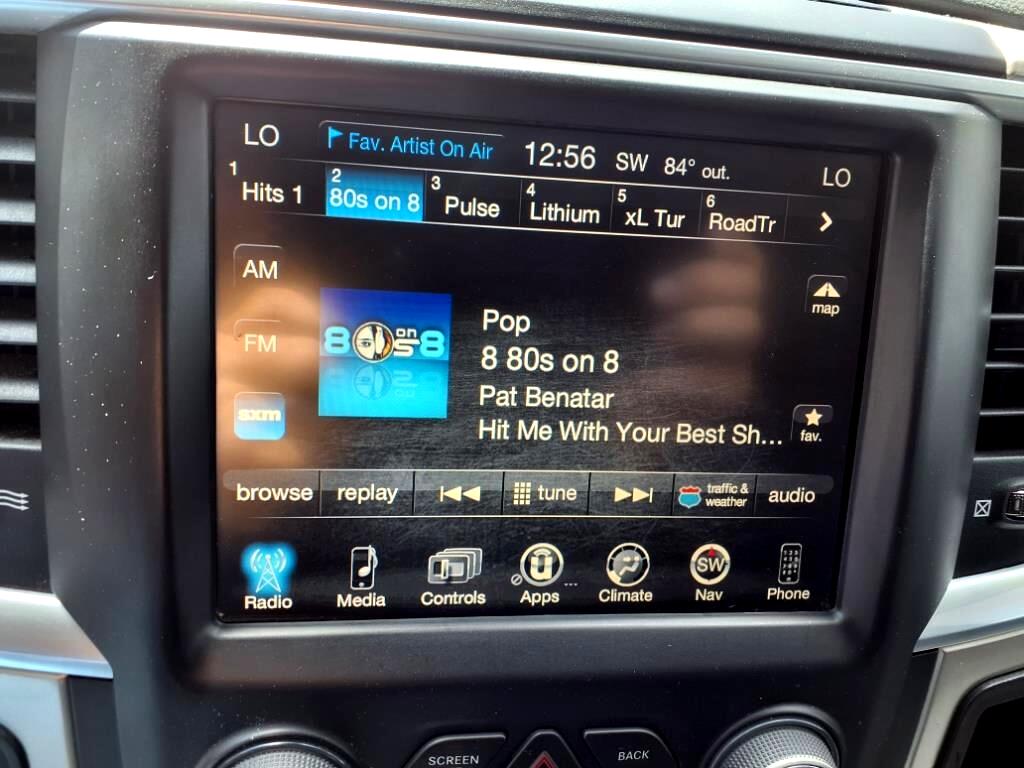 LO Fav. Artist On Air 12:56 SW 84° out. LO
1 Hits 1 2 80s on 8 3 Pulse 4 Lithium 5 xL Tur 6 RoadTr
AM
map
FM
80s on 8
Pop
8 80s on 8
sxm
Pat Benatar
Hit Me With Your Best Sh...
fav.
browse replay tune traffic & weather audio
SW
Radio Media Controls Apps Climate Nav Phone
SCREEN BACK